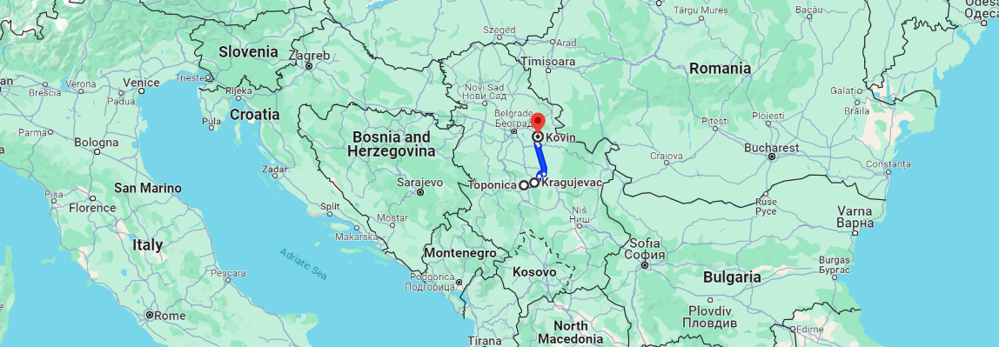 Odesa
Одеса
Târgu Mureș
Bacău
Szeged
Arad
Slovenia
Zagreb
Timișoara
Romania
Venice
Verona
Trieste
Brescia
Padua
Rijeka
Novi Sad
Нови Сад
Galați
Brăila
Croatia
Pula
Belgrade
Београд
Pitești
Ploiești
Parma
Bologna
Bosnia and
Herzegovina
Kovin
Craiova
Bucharest
Constanța
Zadar
San Marino
Sarajevo
Toponica
Kragujevac
Pisa
Florence
Split
Mostar
Niš
Ниш
Ruse
Русе
Varna
Варна
Makarska
Italy
Adriatic Sea
Montenegro
Sofia
София
Burgas
Бургас
Pescara
Podgorica
Подгорица
Kosovo
Bulgaria
Rome
Plovdiv
Пловдив
North
Macedonia
Edirne
Tirana